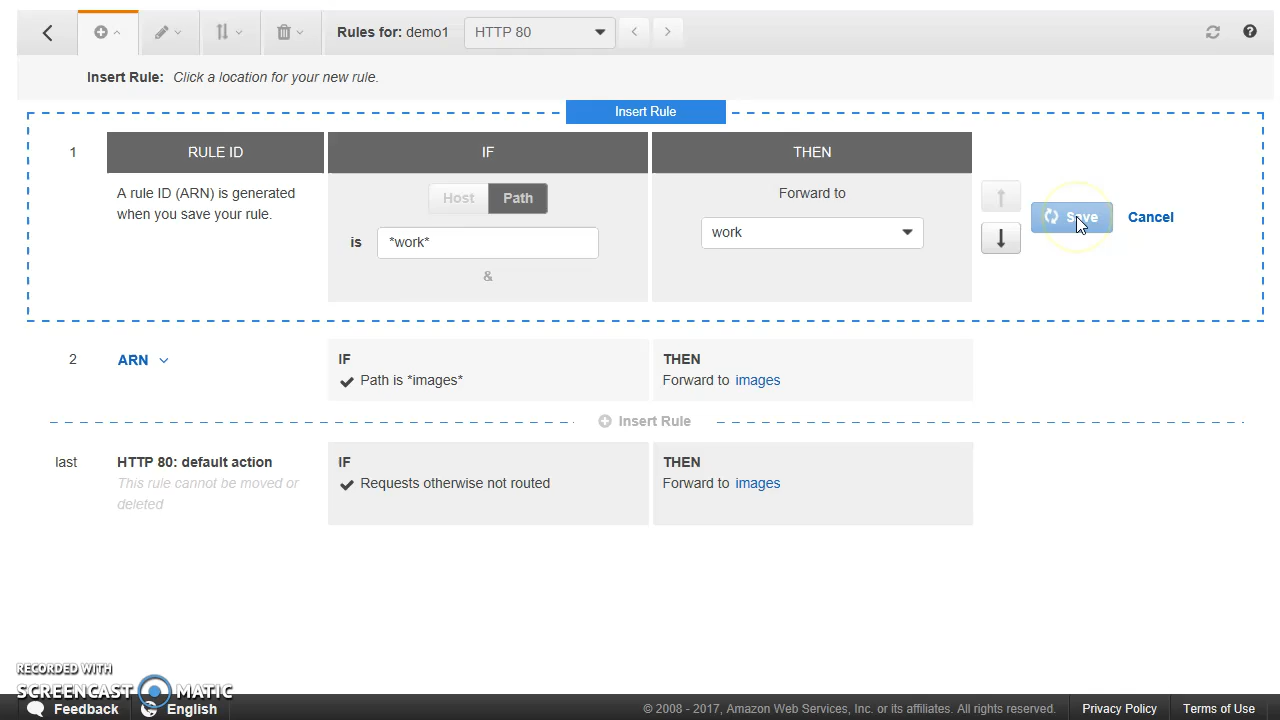 Rules for: demo1 HTTP 80
Insert Rule: Click a location for your new rule.
Insert Rule
1 RULE ID IF THEN
A rule ID (ARN) is generated
when you save your rule.
Host Path
is *work*
&
Forward to
work
Save Cancel
2 ARN IF THEN
Path is *images* Forward to images
Insert Rule
last HTTP 80: default action IF THEN
This rule cannot be moved or
deleted
Requests otherwise not routed Forward to images
RECORDED WITH
SCREENCAST MATIC
Feedback English © 2008 - 2017, Amazon Web Services, Inc. or its affiliates. All rights reserved. Privacy Policy Terms of Use